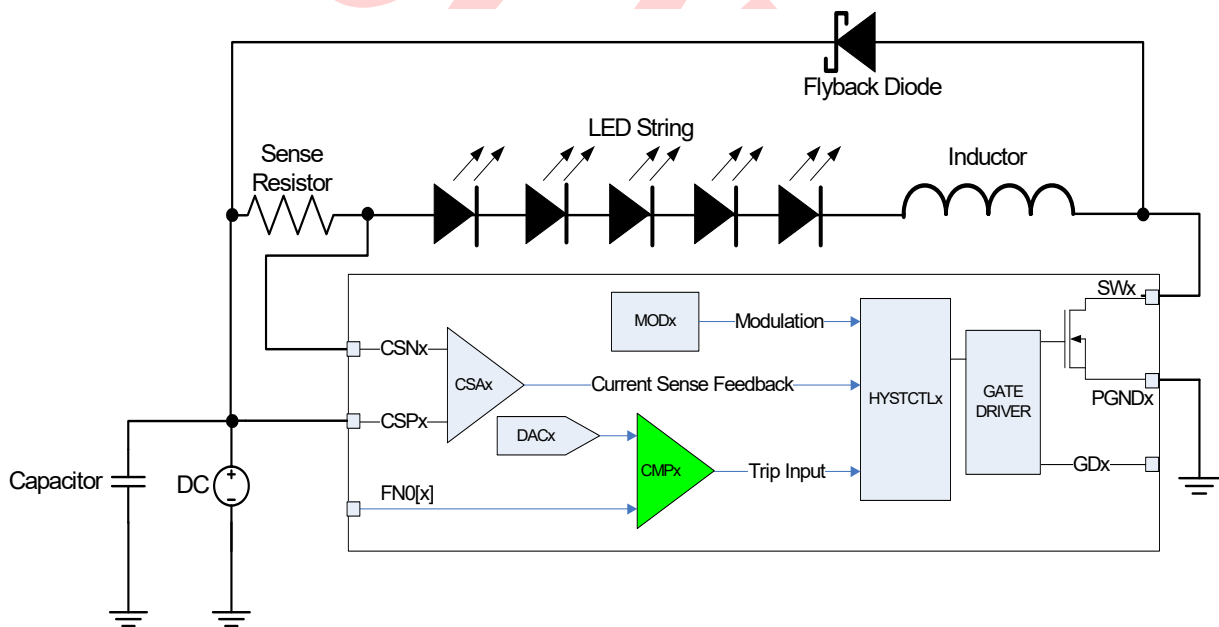 Flyback Diode
LED String
Sense
Resistor
Inductor
SWx
MODx
Modulation
CSNx
CSAx
Current Sense Feedback
HYSTCTLx
GATE
DRIVER
PGNDx
CSPx
DACx
CMPx
Trip Input
GDx
Capacitor
DC
+
–
FN0[x]